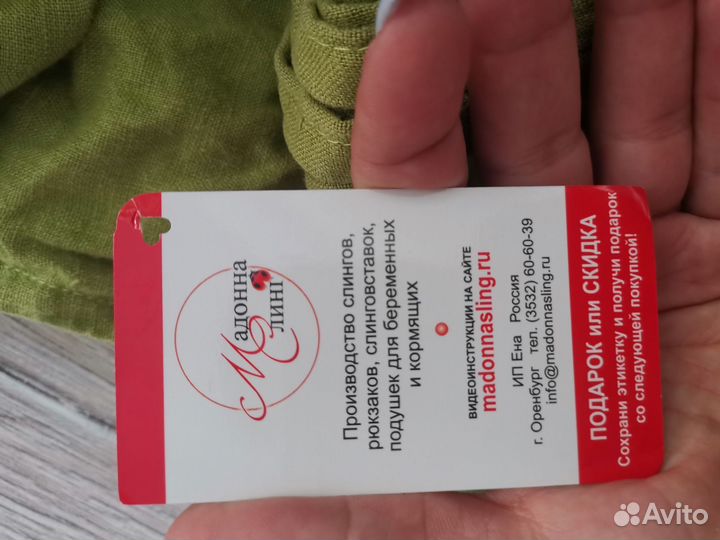 Мадонна
слинг
Производство слингов,
рюкзаков, слинговставок,
подушек для беременных
и кормящих
ВИДЕОИНСТРУКЦИИ НА САЙТЕ
madonnasling.ru
ИП Ена Россия
г. Оренбург тел. (3532) 60-60-39
info@madonnasling.ru
ПОДАРОК или СКИДКА
Сохрани этикетку и получи подарок
со следующей покупкой!
Avito